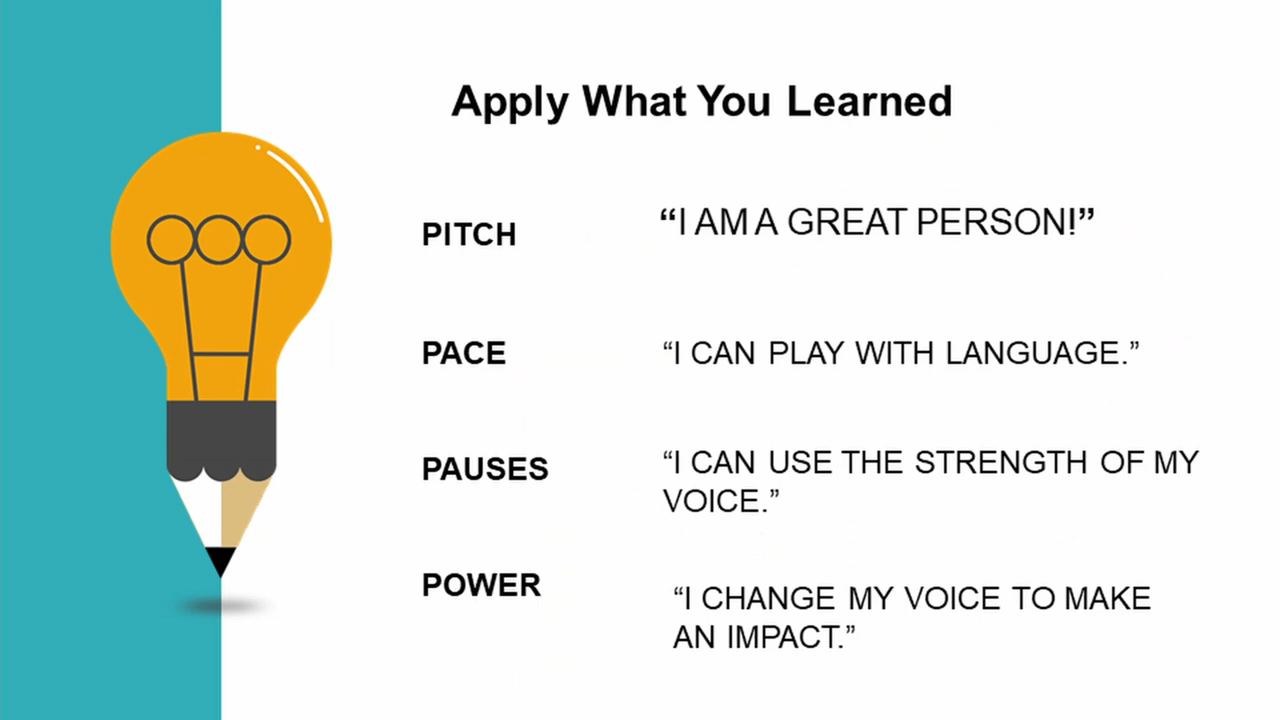 Apply What You Learned
PITCH
“I AM A GREAT PERSON!”
PACE
“I CAN PLAY WITH LANGUAGE.”
PAUSES
“I CAN USE THE STRENGTH OF MY
VOICE.”
POWER
“I CHANGE MY VOICE TO MAKE
AN IMPACT.”